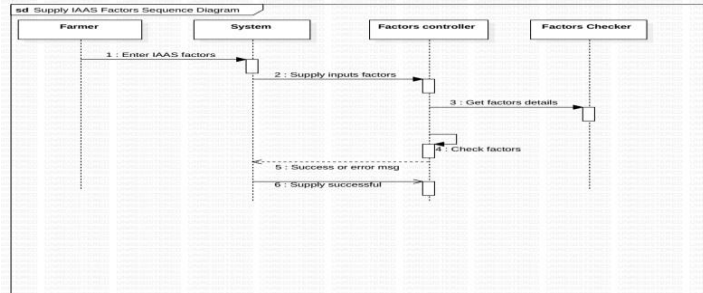 sd Supply IAAS Factors Sequence Diagram
Farmer
System
Factors controller
Factors Checker
1 : Enter IAAS factors
2 : Supply inputs factors
3 : Get factors details
4 : Check factors
5 : Success or error msg
6 : Supply successful